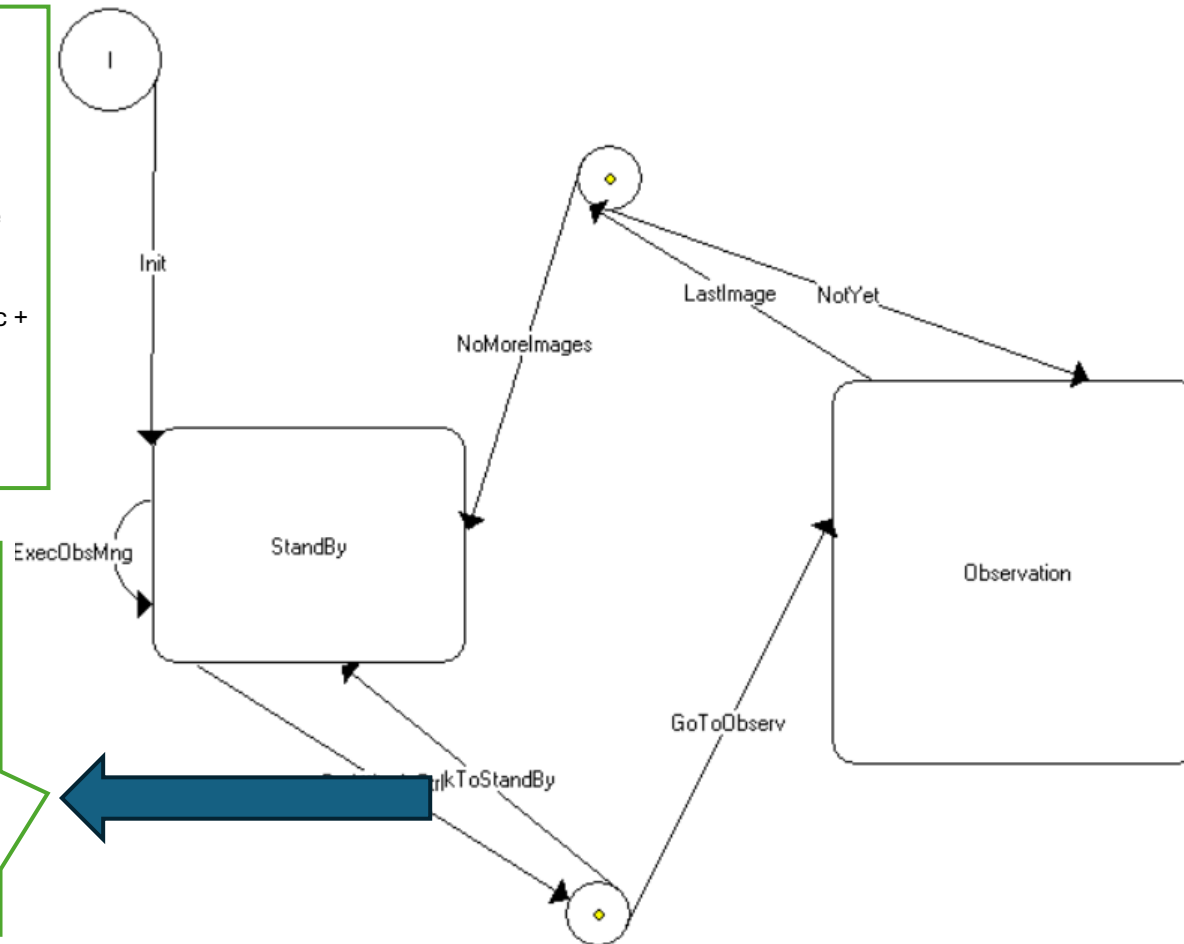 I
c +
Init
LastImage
NotYet
NoMoreImages
ExecObsMng
StandBy
Observation
GoToObserv
kToStandBy